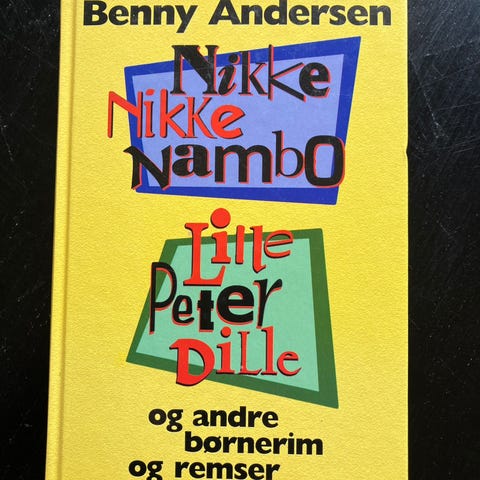 Benny Andersen
Nikke
Nikke
Nambo
Lille
Peter
Dille
og andre
børnerim
og remser